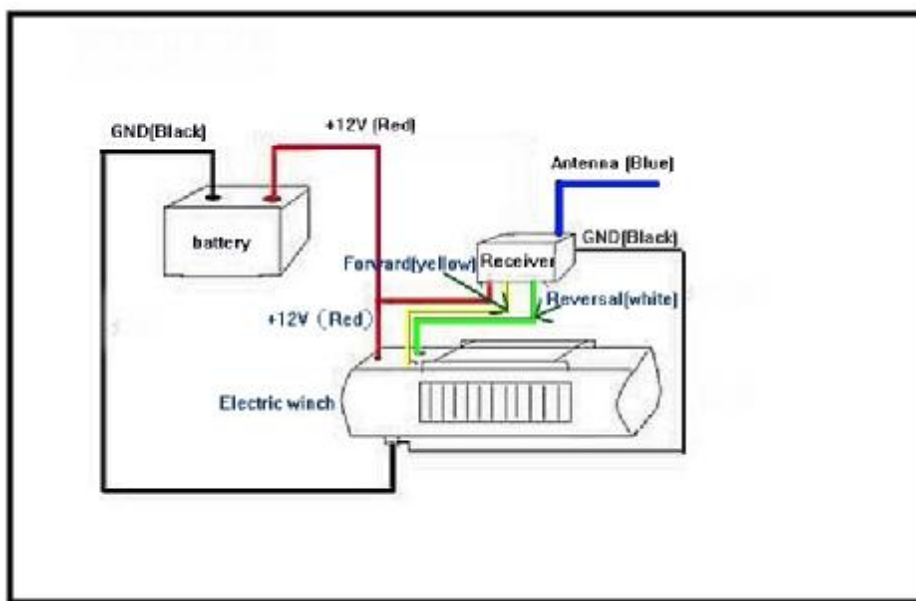 +12V (Red)
GND(Black)
Antenna (Blue)
battery
GND(Black)
Receiver
Forward(yellow)
Reversal(white)
+12V (Red)
Electric winch